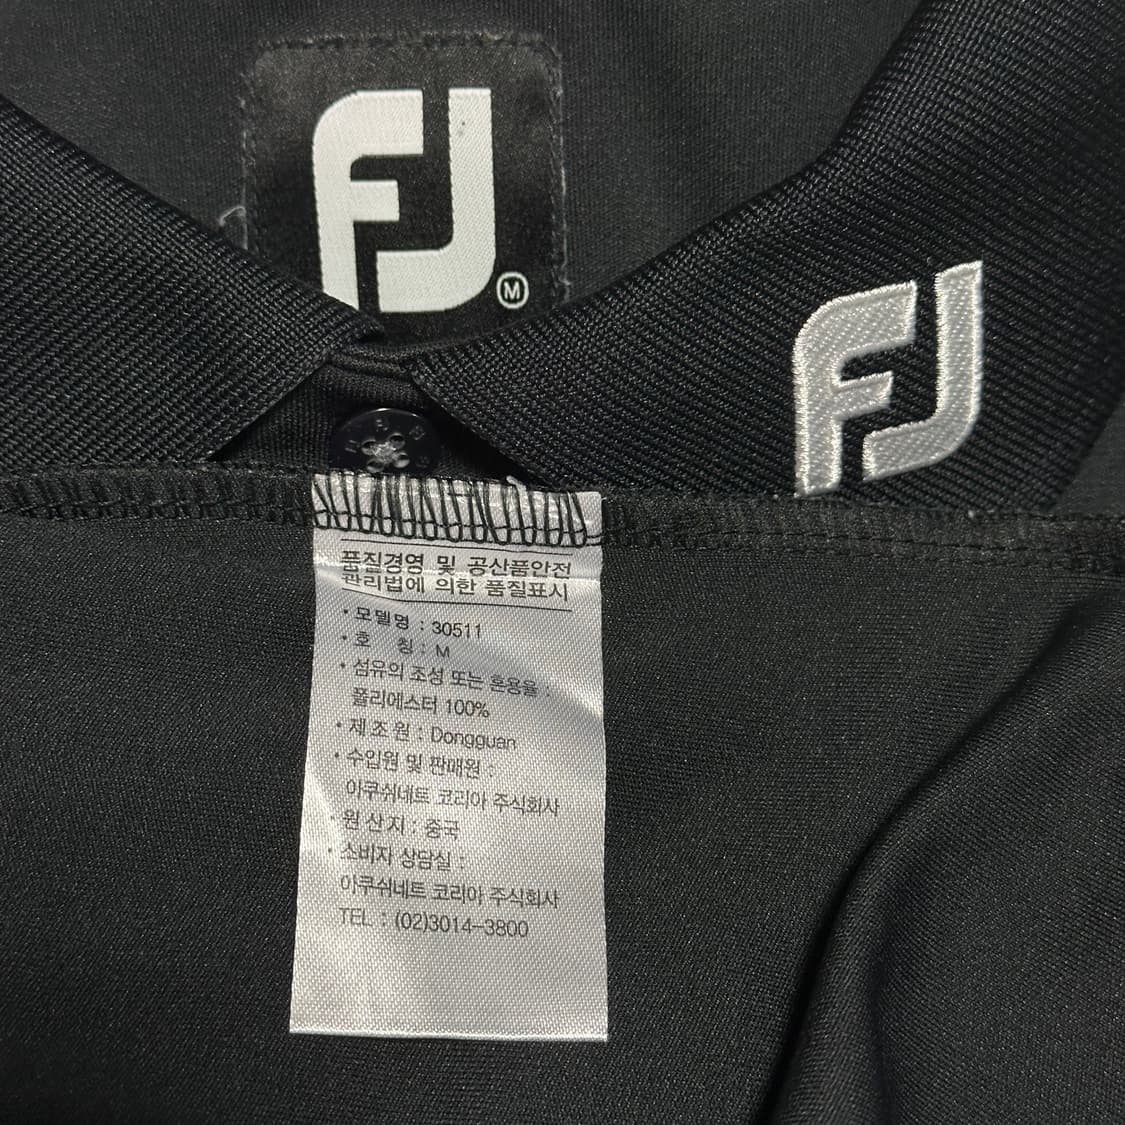 FJ
M
FJ
품질경영 및 공산품안전
관리법에 의한 품질표시
• 모델명 : 30511
• 호 칭 : M
• 섬유의 조성 또는 혼용율 :
폴리에스터 100%
• 제조원 : Dongguan
• 수입원 및 판매원 :
아쿠쉬네트 코리아 주식회사
• 원산지 : 중국
• 소비자 상담실 :
아쿠쉬네트 코리아 주식회사
TEL : (02)3014-3800